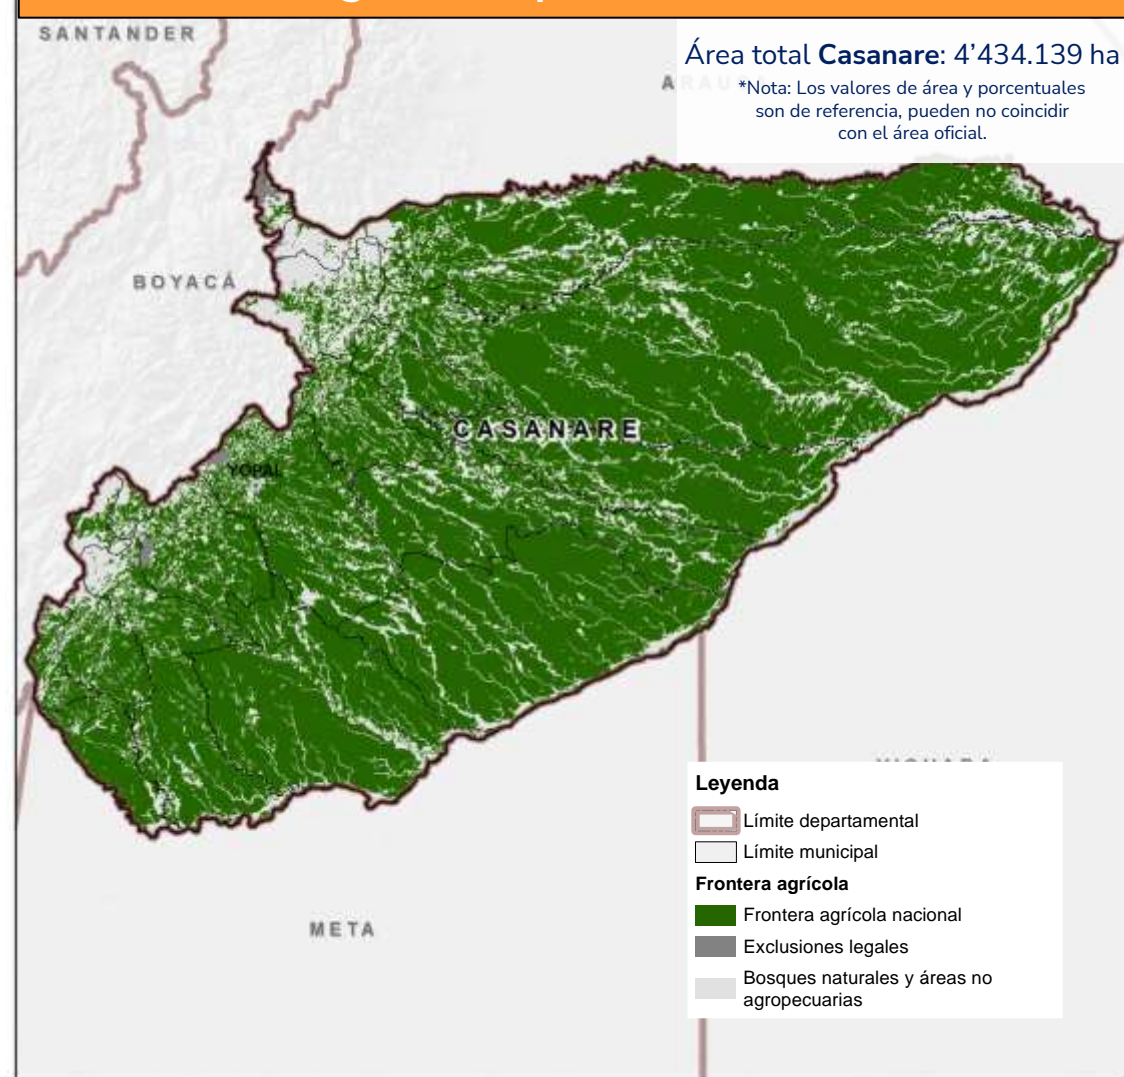 SANTANDER
Área total Casanare: 4’434.139 ha
*Nota: Los valores de área y porcentuales
son de referencia, pueden no coincidir
con el área oficial.
BOYACÁ
CASANARE
YOPAL
META
Leyenda
Límite departamental
Límite municipal
Frontera agrícola
Frontera agrícola nacional
Exclusiones legales
Bosques naturales y áreas no
agropecuarias